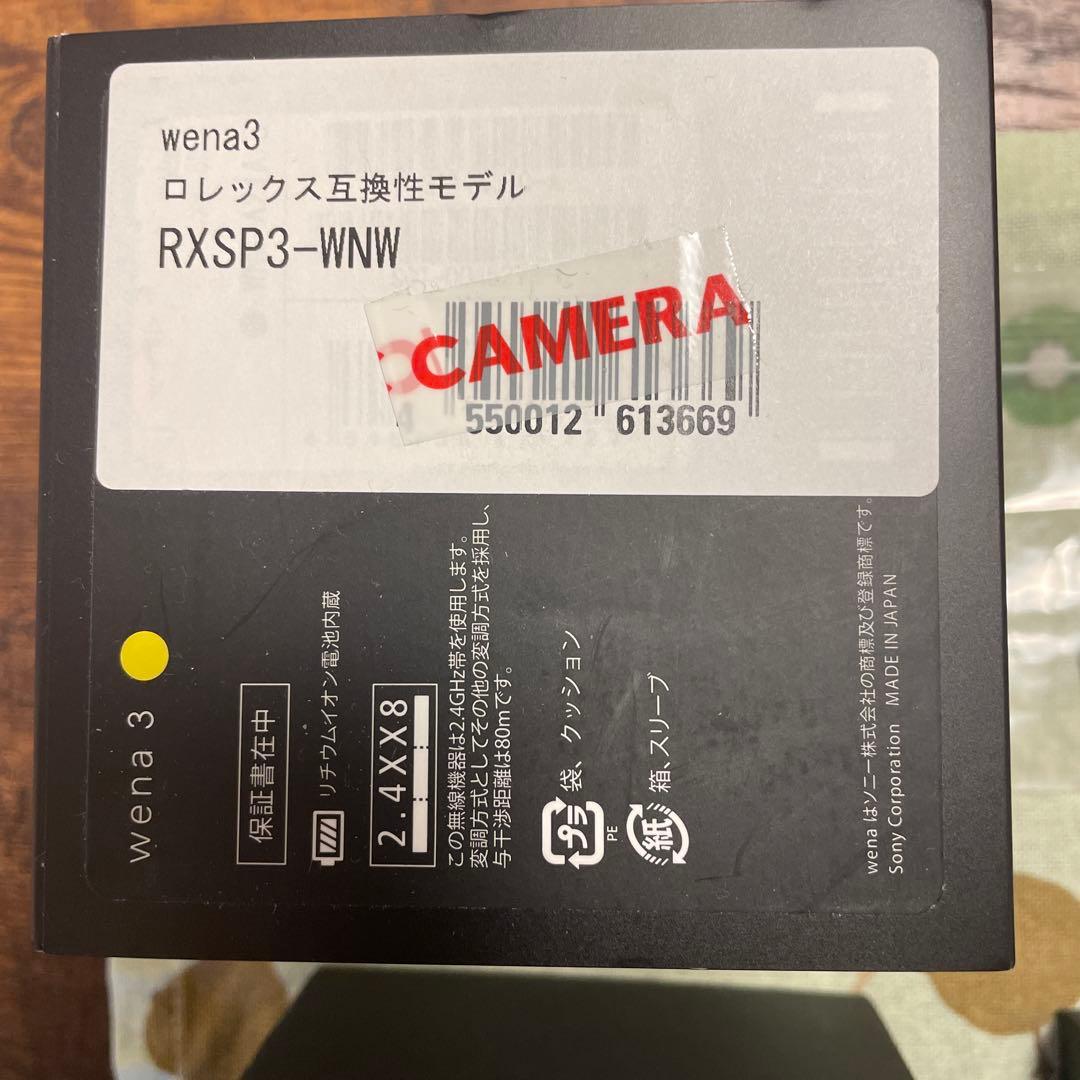 wena3
ロレックス互換性モデル
RXSP3-WNW
CAMERA
4 550012 613669
wena 3
保証書在中
リチウムイオン電池内蔵
2.4XX8
この無線機器は2.4GHz帯を使用します。
変調方式としてその他の変調方式を採用し、
与干渉距離は80mです。
プラ
PE
袋、クッション
紙
箱、スリーブ
wena はソニー株式会社の商標及び登録商標です。
Sony Corporation MADE IN JAPAN